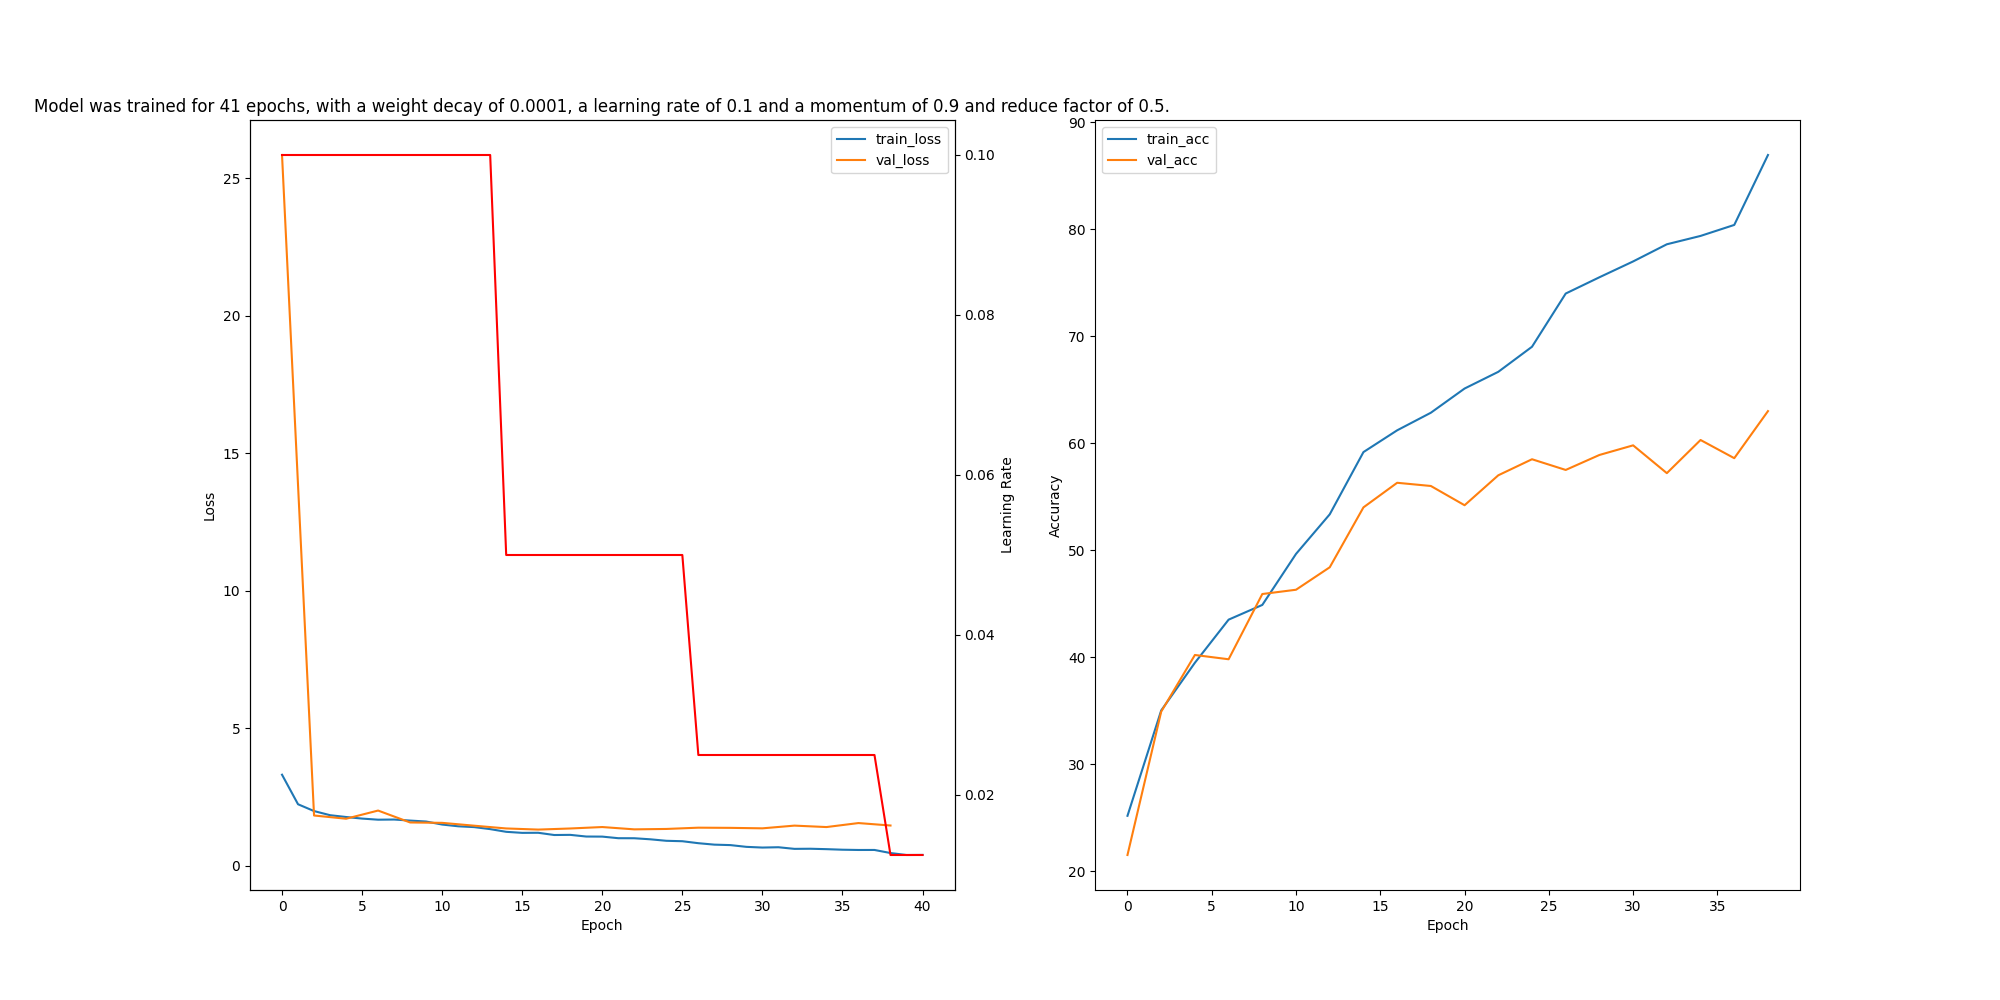 Model was trained for 41 epochs, with a weight decay of 0.0001, a learning rate of 0.1 and a momentum of 0.9 and reduce factor of 0.5.
train_loss
val_loss
25
20
15
10
5
0
Loss
0 5 10 15 20 25 30 35 40
Epoch
0.10
0.08
0.06
0.04
0.02
Learning Rate
train_acc
val_acc
90
80
70
60
50
40
30
20
Accuracy
0 5 10 15 20 25 30 35
Epoch